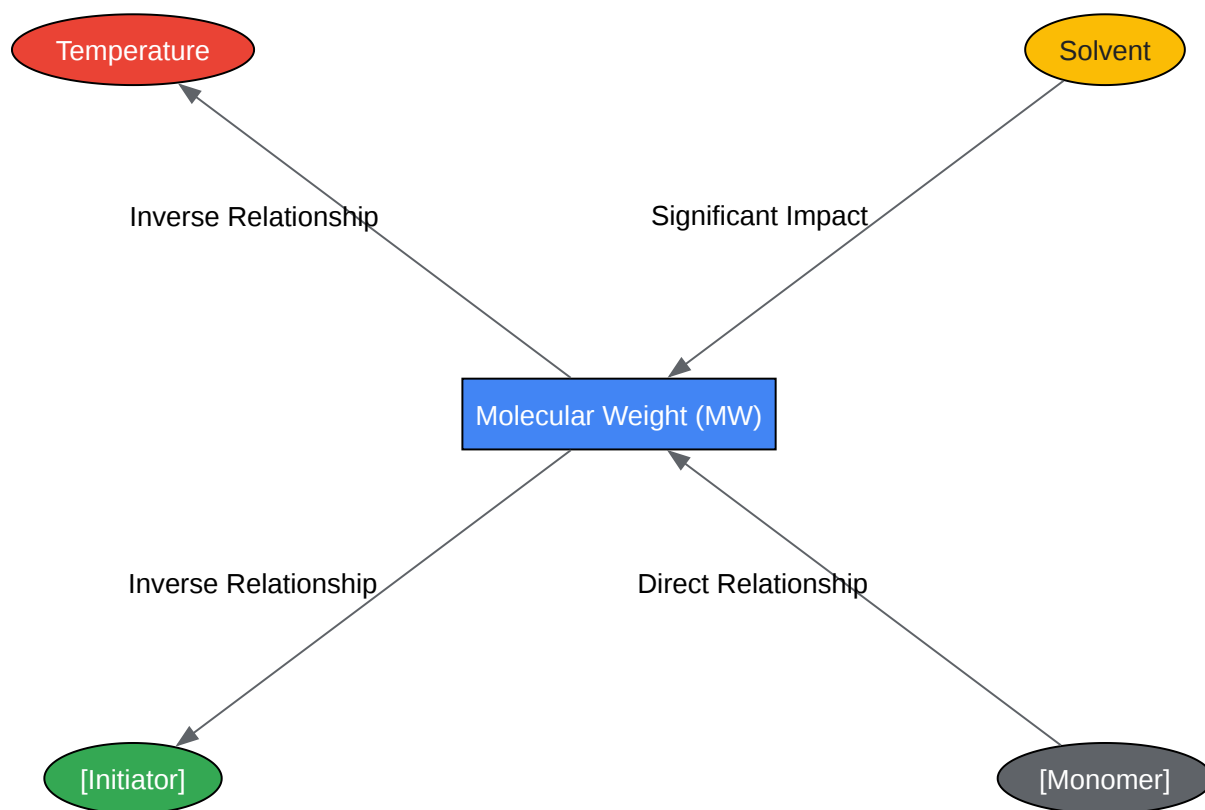 Temperature
Solvent
Inverse Relationship
Significant Impact
Molecular Weight (MW)
Inverse Relationship
Direct Relationship
[Initiator]
[Monomer]